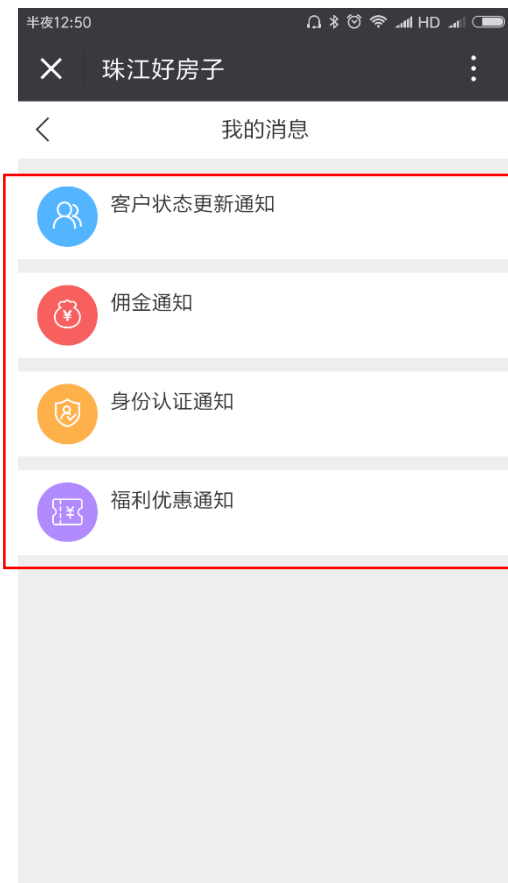 半夜12:50 HD
珠江好房子
我的消息
客户状态更新通知
佣金通知
身份认证通知
福利优惠通知